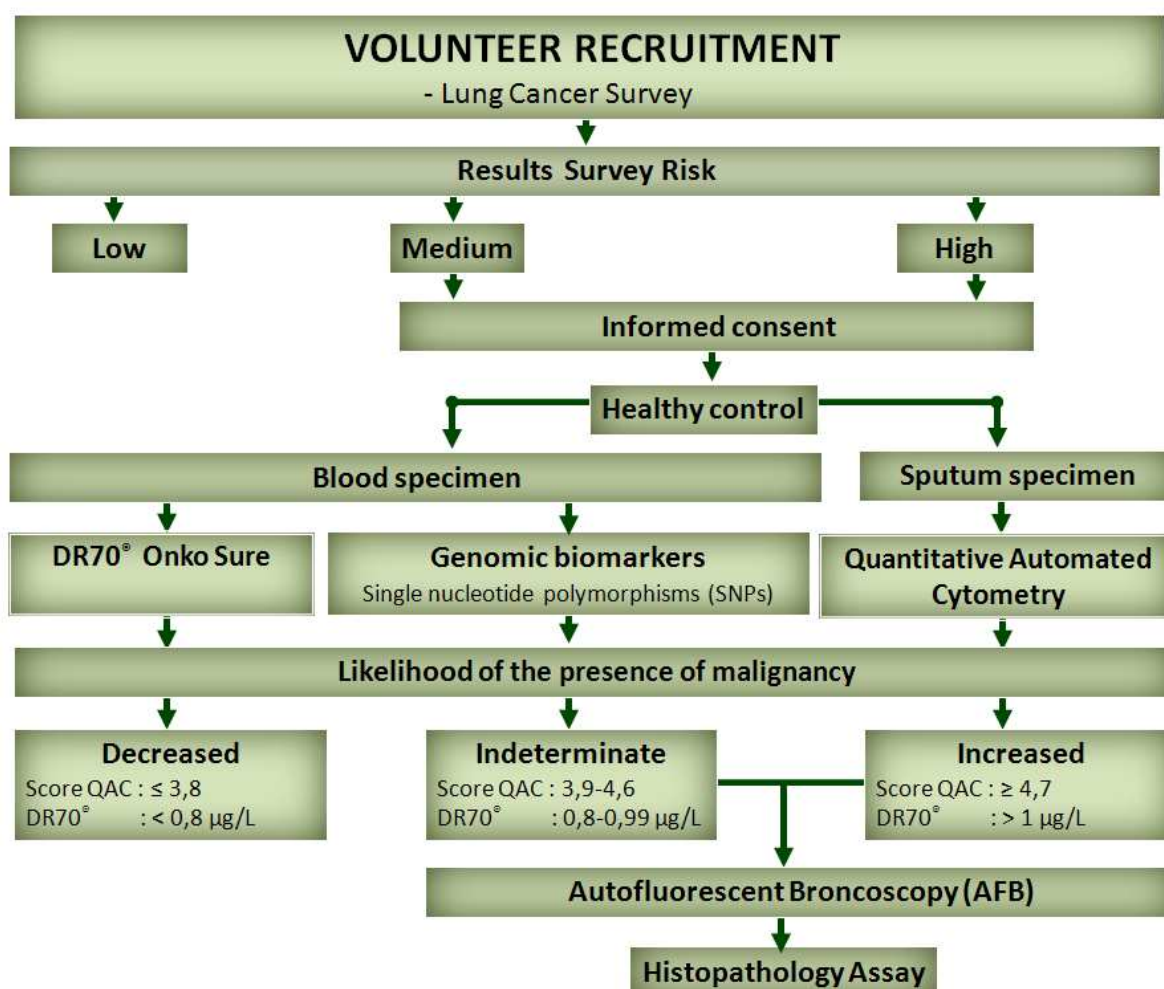 VOLUNTEER RECRUITMENT
- Lung Cancer Survey
Results Survey Risk
Low
Medium
High
Informed consent
Healthy control
Blood specimen
Sputum specimen
DR70® Onko Sure
Genomic biomarkers
Single nucleotide polymorphisms (SNPs)
Quantitative Automated
Cytometry
Likelihood of the presence of malignancy
Decreased
Score QAC : ≤ 3,8
DR70® : < 0,8 µg/L
Indeterminate
Score QAC : 3,9-4,6
DR70® : 0,8-0,99 µg/L
Increased
Score QAC : ≥ 4,7
DR70® : > 1 µg/L
Autofluorescent Broncoscopy (AFB)
Histopathology Assay